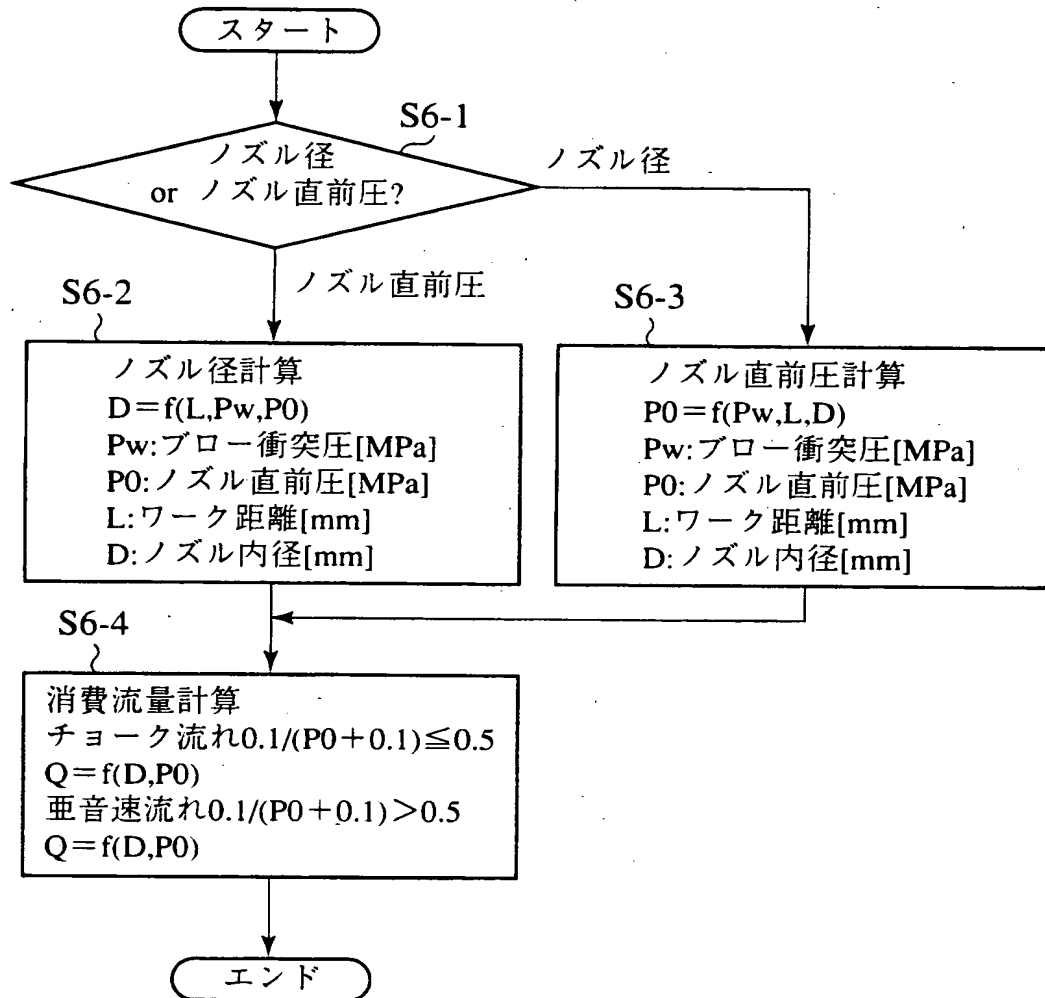 スタート
S6-1
ノズル径
or ノズル直前圧?
ノズル径
ノズル直前圧
S6-2
ノズル径計算
D=f(L,Pw,P0)
Pw:ブロー衝突圧[MPa]
P0:ノズル直前圧[MPa]
L:ワーク距離[mm]
D:ノズル内径[mm]
S6-3
ノズル直前圧計算
P0=f(Pw,L,D)
Pw:ブロー衝突圧[MPa]
P0:ノズル直前圧[MPa]
L:ワーク距離[mm]
D:ノズル内径[mm]
S6-4
消費流量計算
チョーク流れ0.1/(P0+0.1)≦0.5
Q=f(D,P0)
亜音速流れ0.1/(P0+0.1)>0.5
Q=f(D,P0)
エンド